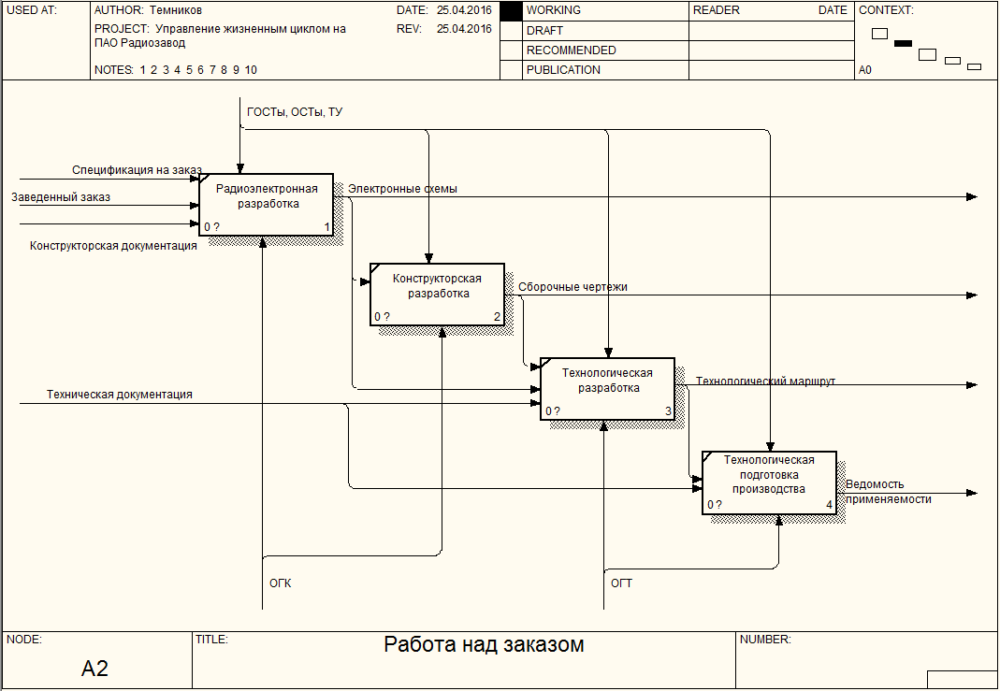 USED AT:
AUTHOR: Темников
DATE: 25.04.2016
PROJECT: Управление жизненным циклом на
ПАО Радиозавод
REV: 25.04.2016
NOTES: 1 2 3 4 5 6 7 8 9 10
WORKING
DRAFT
RECOMMENDED
PUBLICATION
READER
DATE
CONTEXT:
A0
ГОСТы, ОСТы, ТУ
Спецификация на заказ
Заведенный заказ
Конструкторская документация
Радиоэлектронная
разработка
0 ?
1
Электронные схемы
Конструкторская
разработка
0 ?
2
Сборочные чертежи
Технологическая
разработка
0 ?
3
Технологический маршрут
Техническая документация
Технологическая
подготовка
производства
0 ?
4
Ведомость
применяемости
ОГК
ОГТ
NODE:
A2
TITLE:
Работа над заказом
NUMBER: